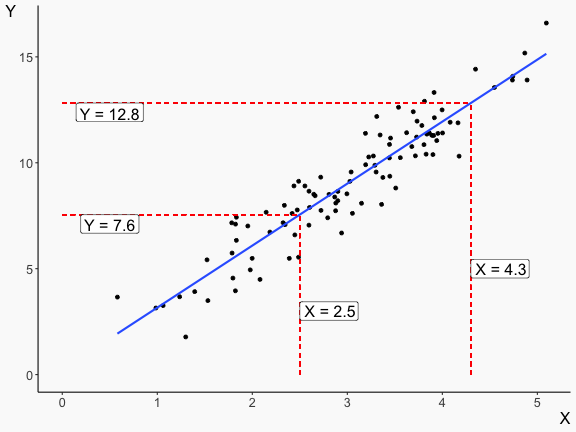 Y
15
Y = 12.8
10
Y = 7.6
5
X = 4.3
X = 2.5
0
0 1 2 3 4 5
X